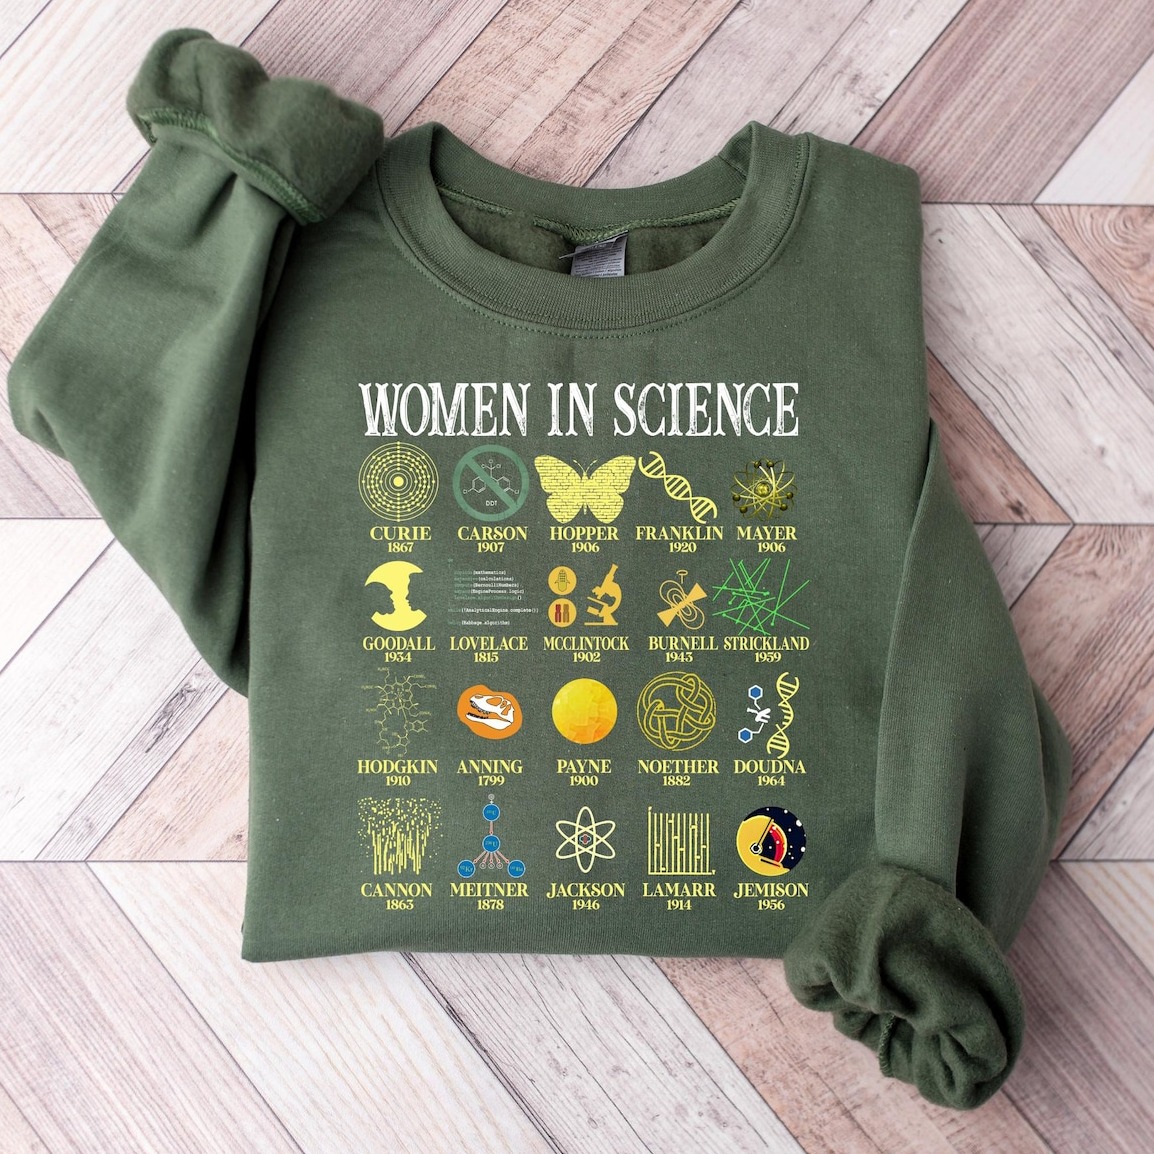 WOMEN IN SCIENCE
DDT
CURIE CARSON HOPPER FRANKLIN MAYER
1867 1907 1906 1920 1906
GOODALL LOVELACE MCCLINTOCK BURNELL STRICKLAND
1934 1815 1902 1943 1959
HODGKIN ANNING PAYNE NOETHER DOUDNA
1910 1799 1900 1882 1964
CANNON MEITNER JACKSON LAMARR JEMISON
1863 1878 1946 1914 1956